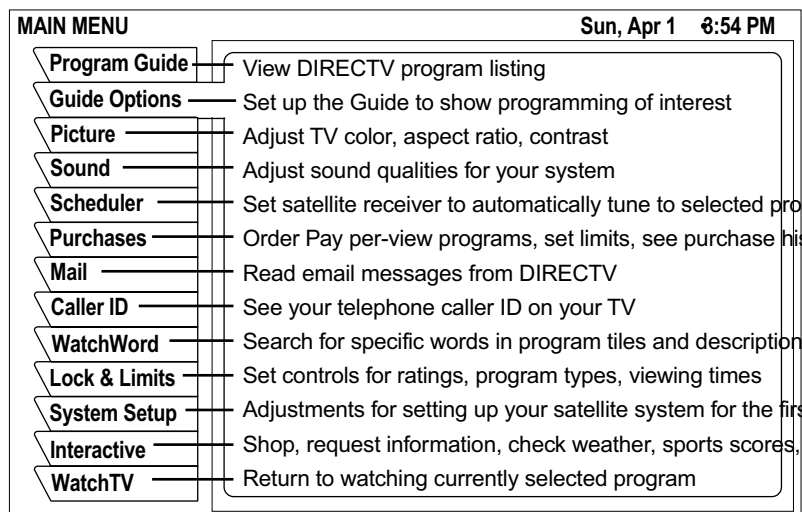 MAIN MENU Sun, Apr 1 3:54 PM
Program Guide View DIRECTV program listing
Guide Options Set up the Guide to show programming of interest
Picture Adjust TV color, aspect ratio, contrast
Sound Adjust sound qualities for your system
Scheduler Set satellite receiver to automatically tune to selected pro
Purchases Order Pay per-view programs, set limits, see purchase his
Mail Read email messages from DIRECTV
Caller ID See your telephone caller ID on your TV
WatchWord Search for specific words in program tiles and description
Lock & Limits Set controls for ratings, program types, viewing times
System Setup Adjustments for setting up your satellite system for the firs
Interactive Shop, request information, check weather, sports scores,
WatchTV Return to watching currently selected program